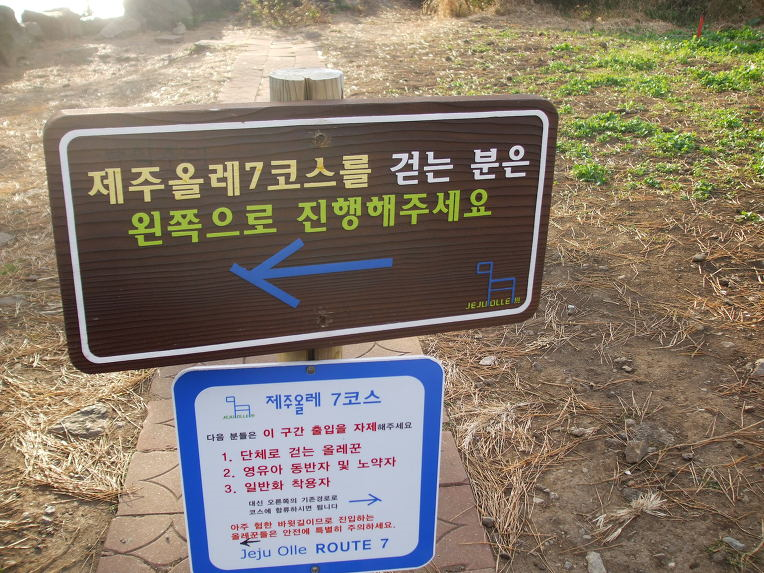 제주올레7코스를 걷는 분은
왼쪽으로 진행해주세요
JEJU OLLE
JEJU OLLE
제주올레 7코스
다음 분들은 이 구간 출입을 자제해주세요
1. 단체로 걷는 올레꾼
2. 영유아 동반자 및 노약자
3. 일반화 착용자
대신 오른쪽의 기존경로로
코스에 합류하시면 됩니다
아주 험한 바윗길이므로 진입하는
올레꾼들은 안전에 특별히 주의하세요.
Jeju Olle ROUTE 7